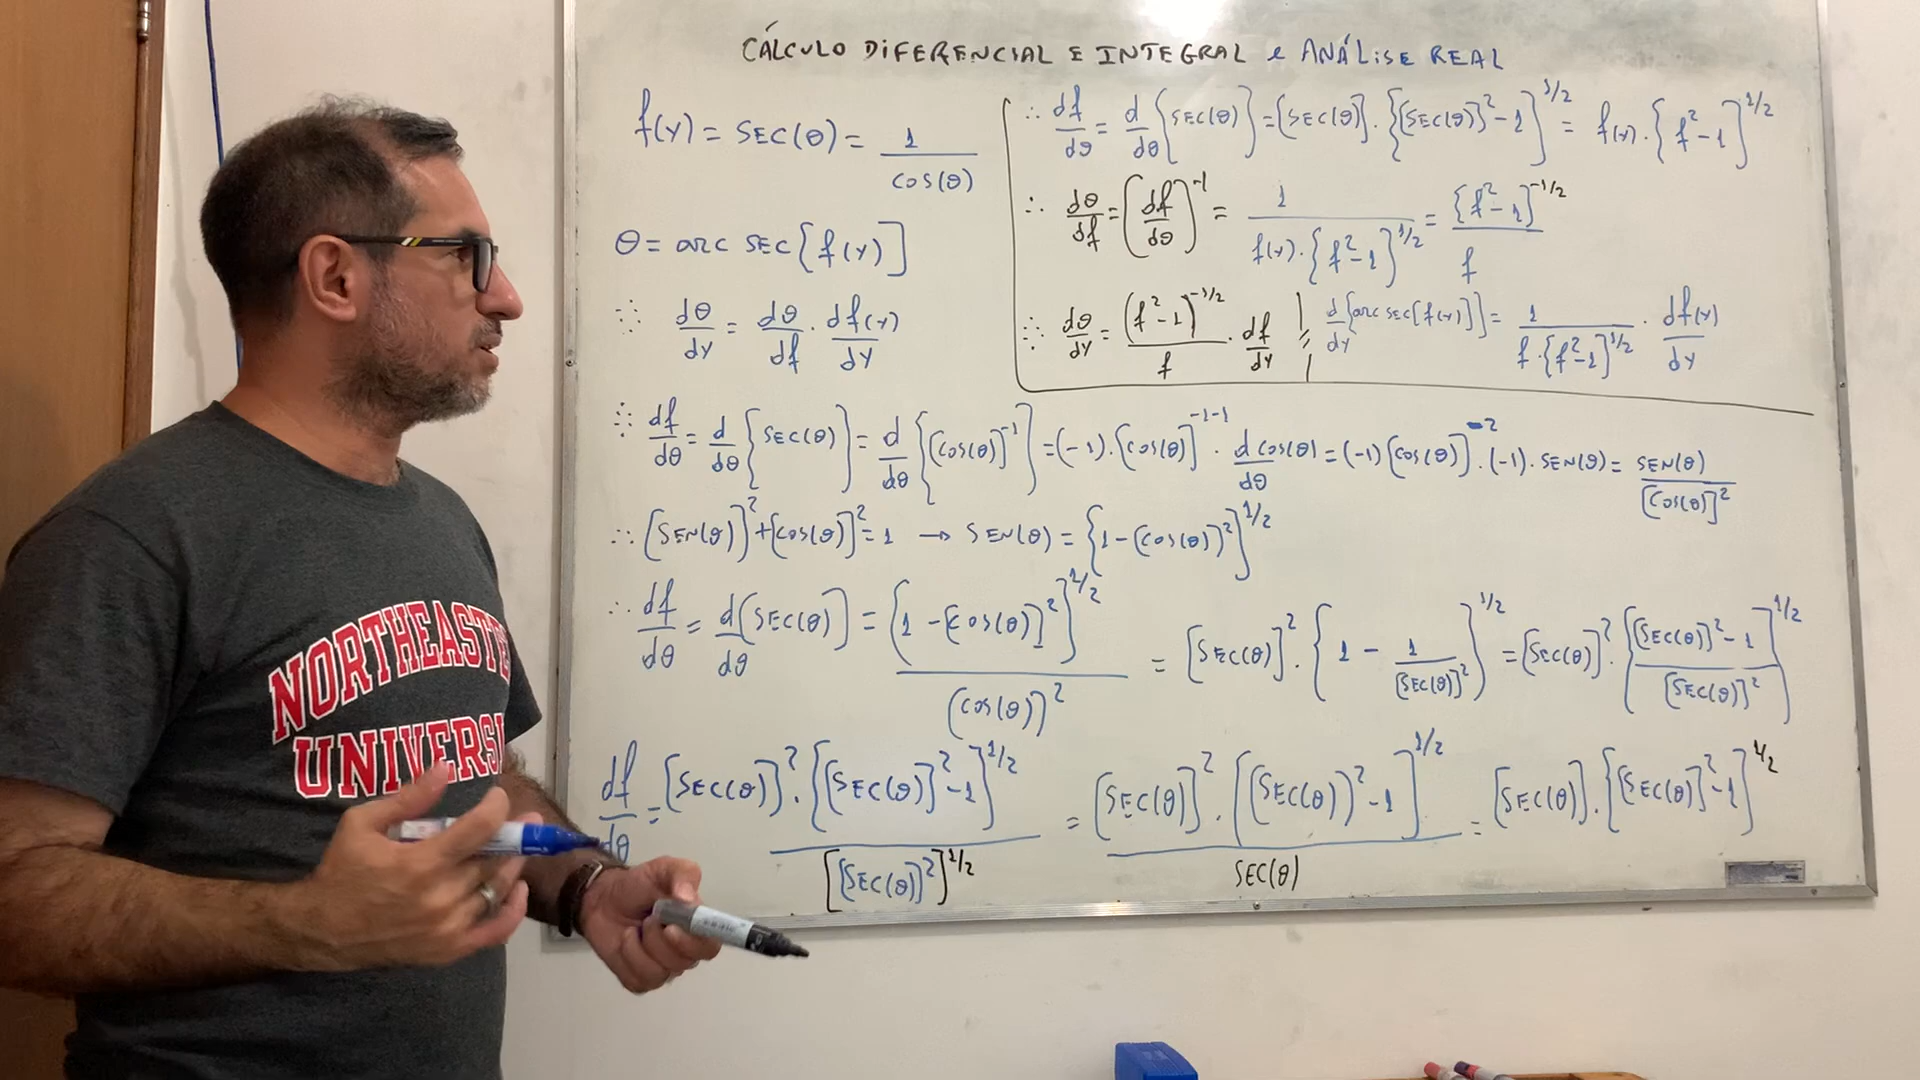 CÁLCULO DIFERENCIAL E INTEGRAL e ANÁLISE REAL
f(y) = SEC(θ) = 1/cos(θ)
θ = arc SEC[f(y)]
∵ dθ/dy = dθ/df · df(y)/dy
∴ df/dθ = d/dθ{SEC(θ)} = [SEC(θ)] · {[SEC(θ)]^2 - 1}^1/2 = f(y) · {f^2 - 1}^1/2
∴ dθ/df = (df/dθ)^-1 = 1/(f(y) · {f^2 - 1}^1/2) = {f^2 - 1}^-1/2 / f
∴ dθ/dy = (f^2 - 1)^-1/2 / f · df/dy // d/dy{arc sec[f(y)]} = 1/(f · {f^2 - 1}^1/2) · df(y)/dy
∵ df/dθ = d/dθ{SEC(θ)} = d/dθ{[cos(θ)]^-1} = (-1) · [cos(θ)]^-1-1 · d cos(θ)/dθ = (-1)[cos(θ)]^-2 · (-1) · SEN(θ) = SEN(θ)/[cos(θ)]^2
∴ [SEN(θ)]^2 + [cos(θ)]^2 = 1 → SEN(θ) = {1 - [cos(θ)]^2}^1/2
∴ df/dθ = d/dθ[SEC(θ)] = {1 - [cos(θ)]^2}^1/2 / [cos(θ)]^2 = [SEC(θ)]^2 · {1 - 1/[SEC(θ)]^2}^1/2 = [SEC(θ)]^2 · {([SEC(θ)]^2 - 1)/[SEC(θ)]^2}^1/2
df/dθ = [SEC(θ)]^2 · {[SEC(θ)]^2 - 1}^1/2 / [[SEC(θ)]^2]^1/2 = [SEC(θ)]^2 · [(SEC(θ))^2 - 1]^1/2 / SEC(θ) = [SEC(θ)] · {[SEC(θ)]^2 - 1}^1/2
NORTHEASTE
UNIVERSI